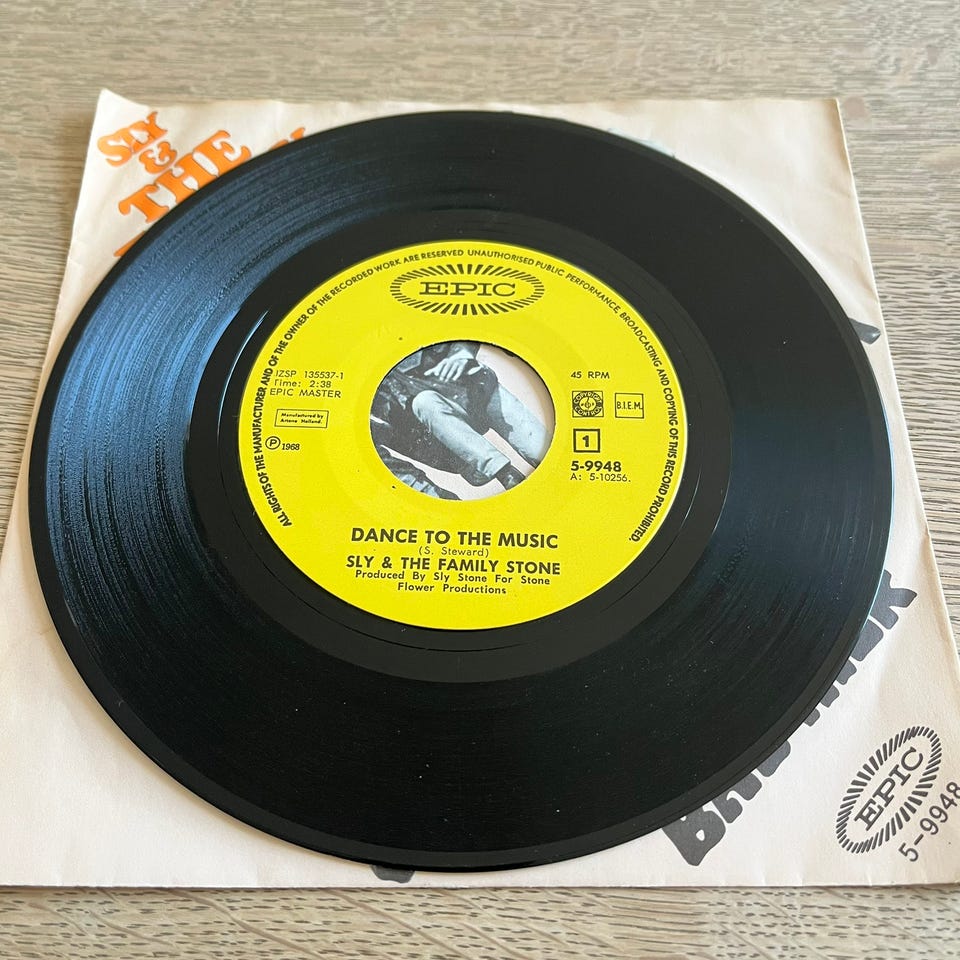 SLY
&
THE
ALL RIGHTS OF THE MANUFACTURER AND OF THE OWNER OF THE RECORDED WORK ARE RESERVED UNAUTHORISED PUBLIC PERFORMANCE, BROADCASTING AND COPYING OF THIS RECORD PROHIBITED.
EPIC
ZSP 135537-1
Time: 2:38
EPIC MASTER
Manufactured by
Artone Holland.
Ⓟ 1968
45 RPM
COPYRIGHT CONTROL
B.I.E.M.
1
5-9948
A: 5-10256.
DANCE TO THE MUSIC
(S. Steward)
SLY & THE FAMILY STONE
Produced By Sly Stone For Stone
Flower Productions
EPIC
5-9948